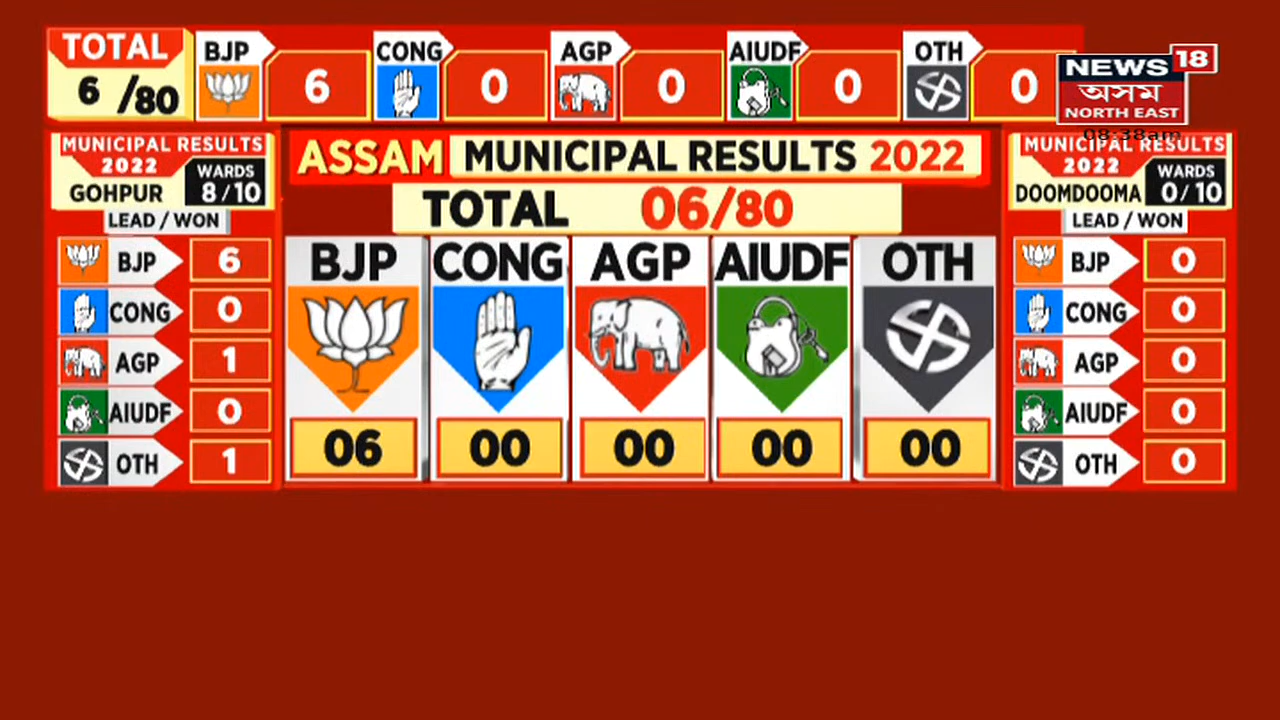 TOTAL
6 /80
BJP
6
CONG
0
AGP
0
AIUDF
0
OTH
0
NEWS 18
অসম
NORTH EAST
08:38am
MUNICIPAL RESULTS
2022
GOHPUR
WARDS
8/10
LEAD / WON
BJP 6
CONG 0
AGP 1
AIUDF 0
OTH 1
ASSAM MUNICIPAL RESULTS 2022
TOTAL 06/80
BJP CONG AGP AIUDF OTH
06 00 00 00 00
MUNICIPAL RESULTS
2022
DOOMDOOMA
WARDS
0/10
LEAD / WON
BJP 0
CONG 0
AGP 0
AIUDF 0
OTH 0